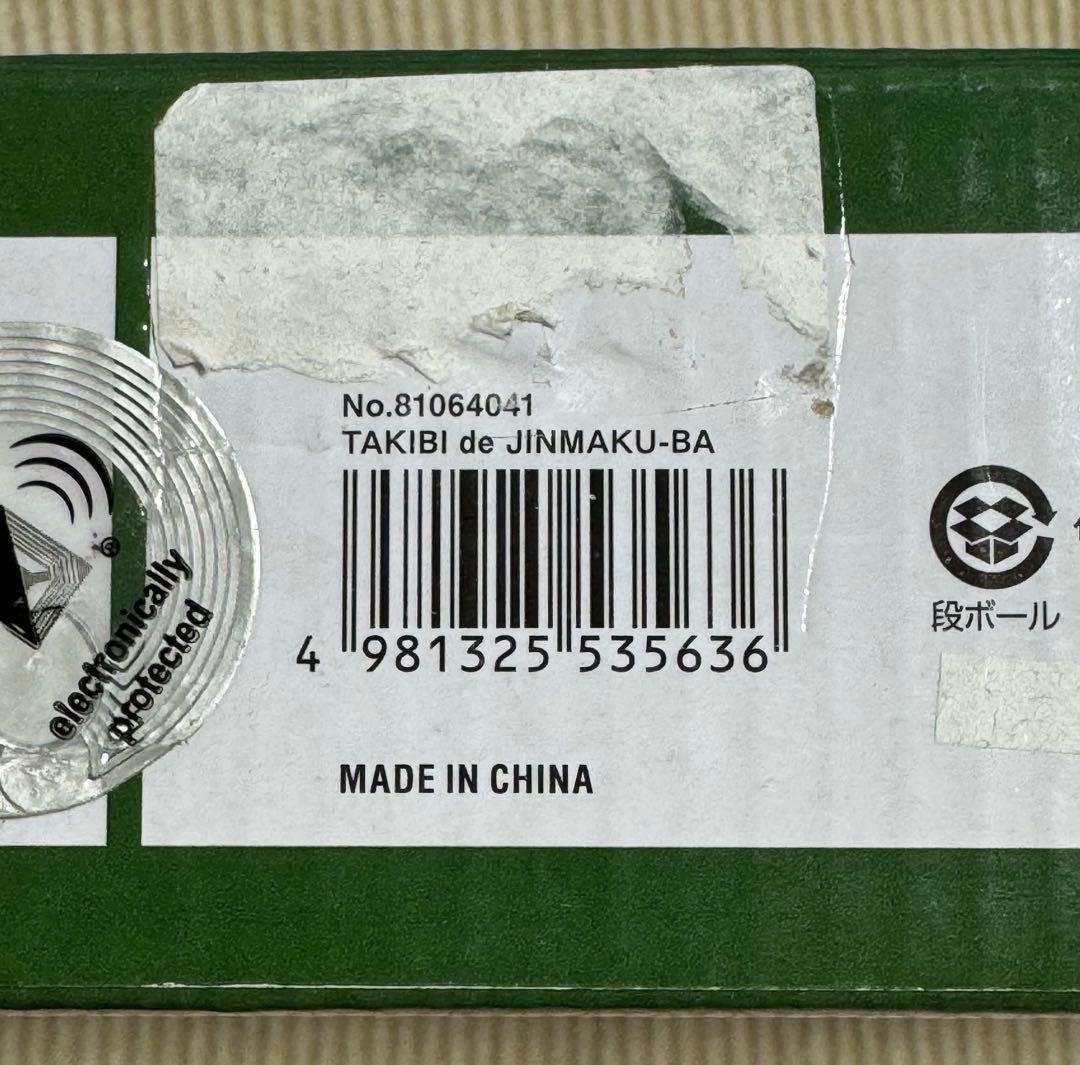 No.81064041
TAKIBI de JINMAKU-BA
4 981325 535636
MADE IN CHINA
®
electronically
protected
段ボール